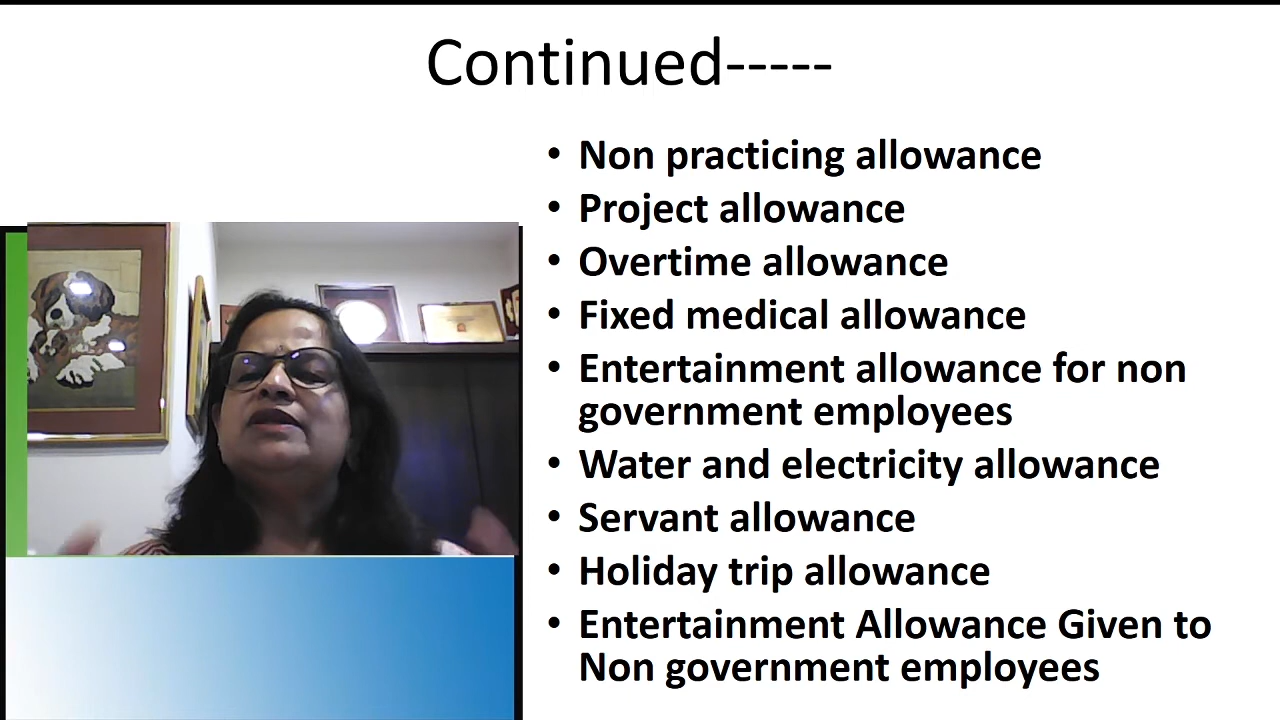 Continued-----
• Non practicing allowance
• Project allowance
• Overtime allowance
• Fixed medical allowance
• Entertainment allowance for non
government employees
• Water and electricity allowance
• Servant allowance
• Holiday trip allowance
• Entertainment Allowance Given to
Non government employees